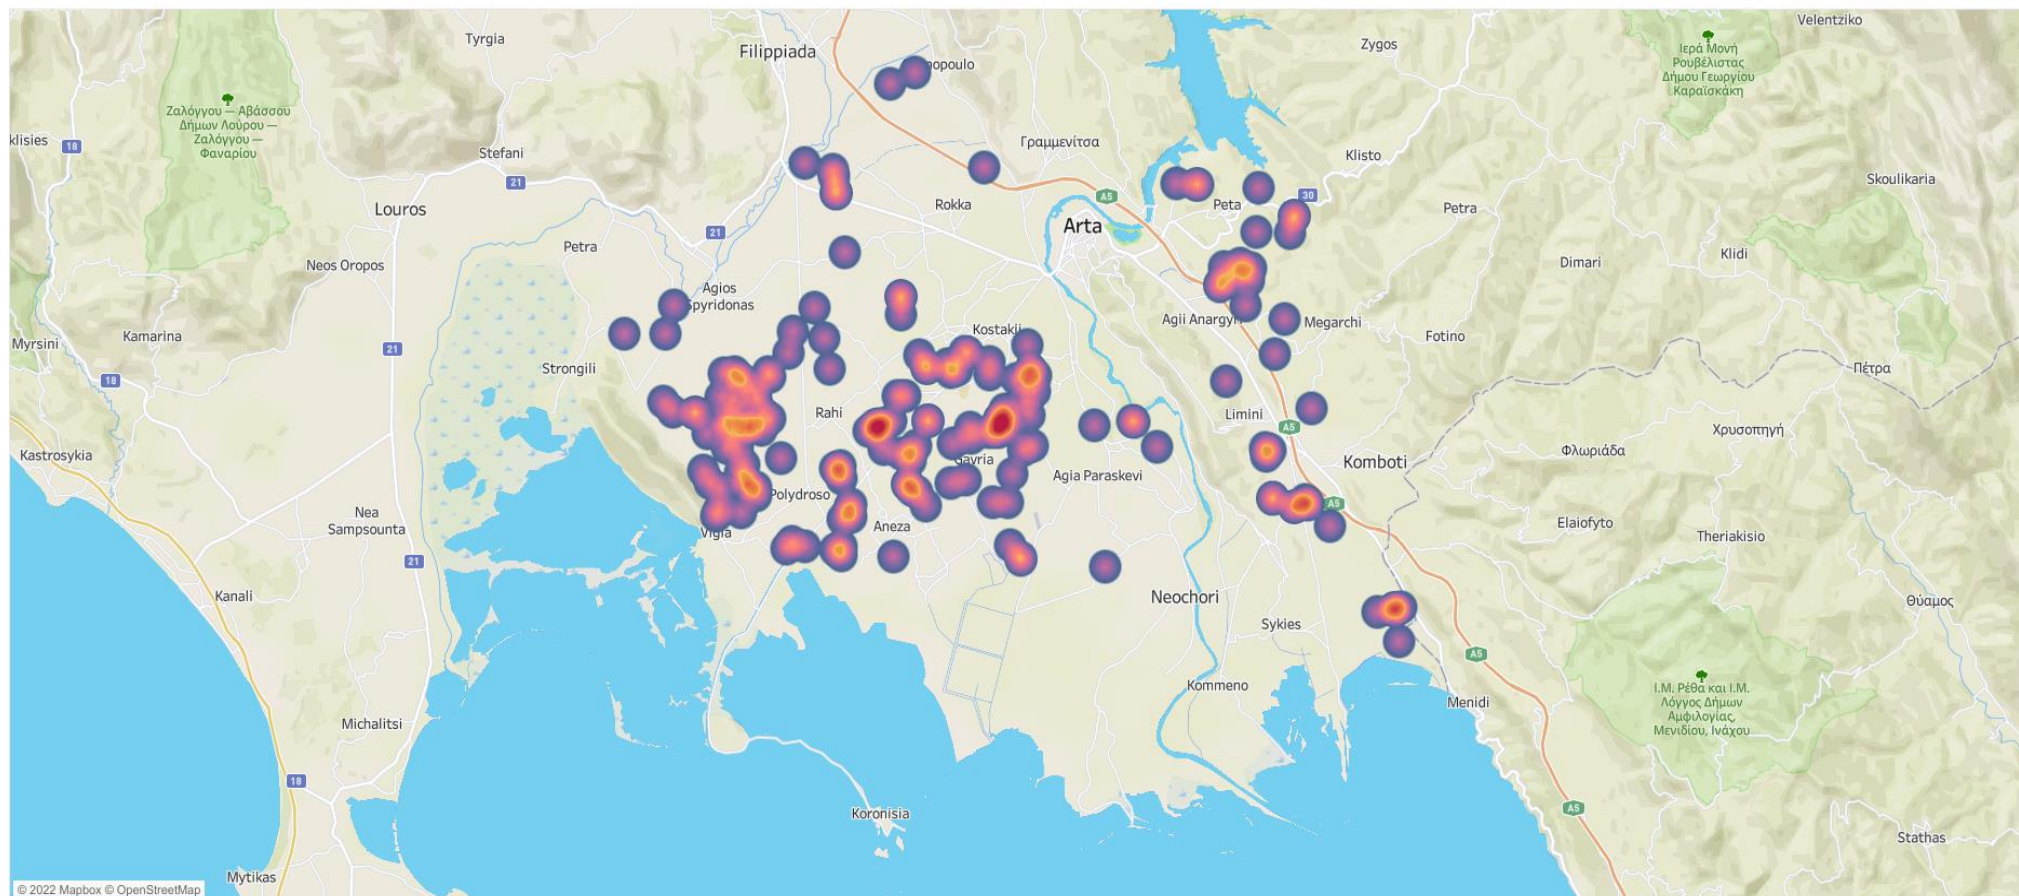 Velentziko
Tyrgia
Filippiada
Zygos
Ιερά Μονή
Ρουβέλιστας
Δήμου Γεωργίου
Καραϊσκάκη
opoulo
Ζαλόγγου — Αβάσσου
Δήμων Λούρου —
Ζαλόγγου —
Φαναρίου
klisies
18
Stefani
Γραμμενίτσα
Klisto
21
A5
30
Skoulikaria
Louros
Rokka
Peta
Petra
Arta
21
Petra
Klidi
Neos Oropos
Dimari
Agios
Spyridonas
Kamarina
Myrsini
Kostakii
Agii Anargyr
Megarchi
Fotino
21
Strongili
Πέτρα
18
Rahi
Limini
A5
Χρυσοπηγή
Kastrosykia
Gavria
Komboti
Φλωριάδα
Agia Paraskevi
Polydroso
A5
Nea
Sampsounta
Vigla
Aneza
Elaiofyto
Theriakisio
21
Kanali
Neochori
Θύαμος
Sykies
A5
Kommeno
Menidi
Ι.Μ. Ρέθα και Ι.Μ.
Λόγγος Δήμων
Αμφιλογίας,
Μενιδίου, Ινάχου
Michalitsi
18
Koronisia
A5
Stathas
Mytikas
© 2022 Mapbox © OpenStreetMap